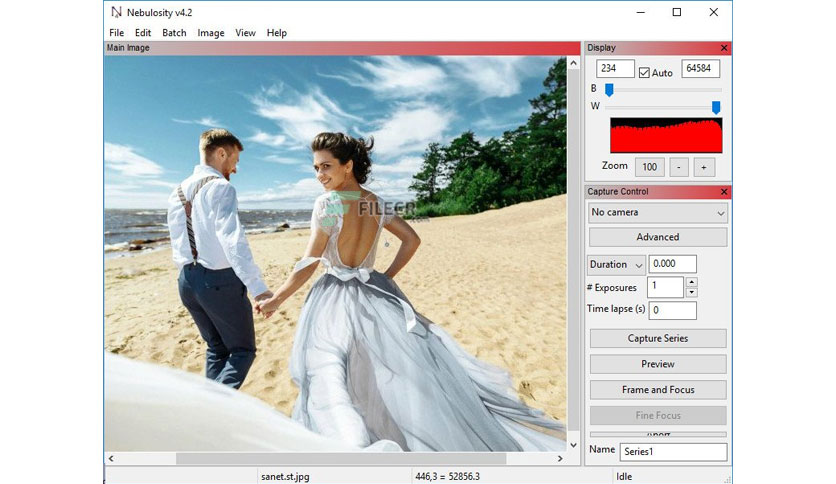 Nebulosity v4.2
File Edit Batch Image View Help
Main Image
FILECR
Display
234 Auto 64584
B
W
Zoom 100 - +
Capture Control
No camera
Advanced
Duration 0.000
# Exposures 1
Time lapse (s) 0
Capture Series
Preview
Frame and Focus
Fine Focus
Name Series1
sanet.st.jpg 446,3 = 52856.3 Idle